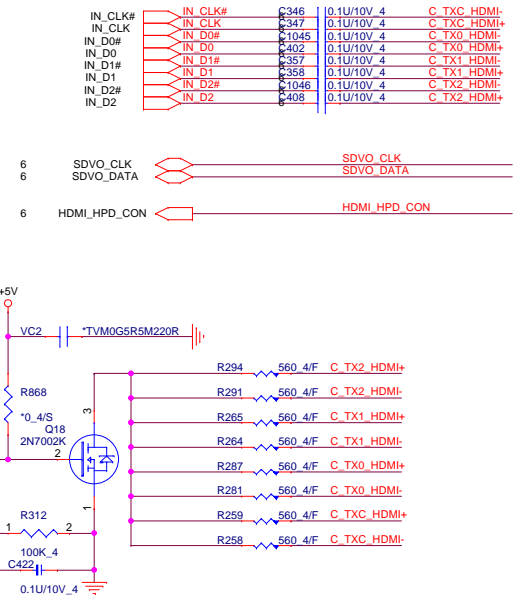 IN_CLK# IN_CLK# C346 0.1U/10V_4 C_TXC_HDMI-
IN_CLK IN_CLK C347 0.1U/10V_4 C_TXC_HDMI+
IN_D0# IN_D0# C1045 0.1U/10V_4 C_TX0_HDMI-
IN_D0 IN_D0 C402 0.1U/10V_4 C_TX0_HDMI+
IN_D1# IN_D1# C357 0.1U/10V_4 C_TX1_HDMI-
IN_D1 IN_D1 C358 0.1U/10V_4 C_TX1_HDMI+
IN_D2# IN_D2# C1046 0.1U/10V_4 C_TX2_HDMI-
IN_D2 IN_D2 C408 0.1U/10V_4 C_TX2_HDMI+
6 SDVO_CLK SDVO_CLK
6 SDVO_DATA SDVO_DATA
6 HDMI_HPD_CON HDMI_HPD_CON
+5V
VC2 *TVM0G5R5M220R
R294 560_4/F C_TX2_HDMI+
R868 R291 560_4/F C_TX2_HDMI-
*0_4/S 3 R265 560_4/F C_TX1_HDMI+
Q18
2N7002K R264 560_4/F C_TX1_HDMI-
2 R287 560_4/F C_TX0_HDMI+
R281 560_4/F C_TX0_HDMI-
1
R312 R259 560_4/F C_TXC_HDMI+
1 2 R258 560_4/F C_TXC_HDMI-
100K_4
C422
0.1U/10V_4